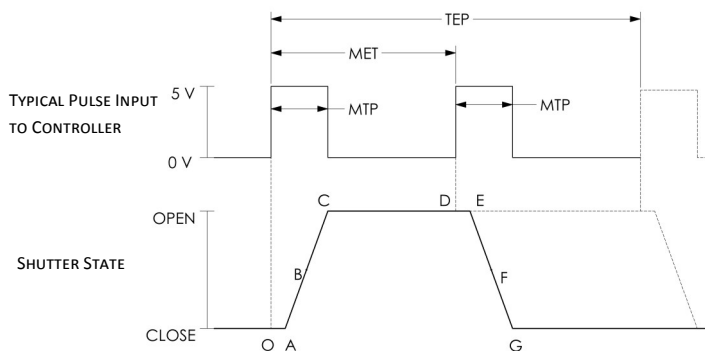 TEP
MET
TYPICAL PULSE INPUT
TO CONTROLLER
5 V
MTP
MTP
0 V
OPEN
C
D
E
SHUTTER STATE
B
F
CLOSE
O
A
G